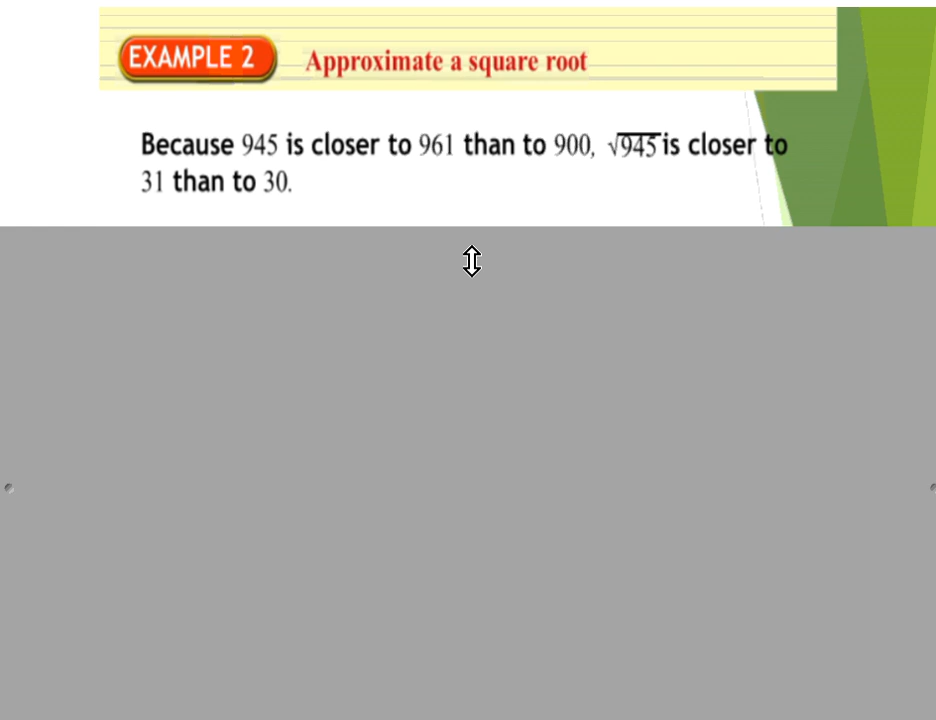 EXAMPLE 2
Approximate a square root
Because 945 is closer to 961 than to 900, √945 is closer to
31 than to 30.